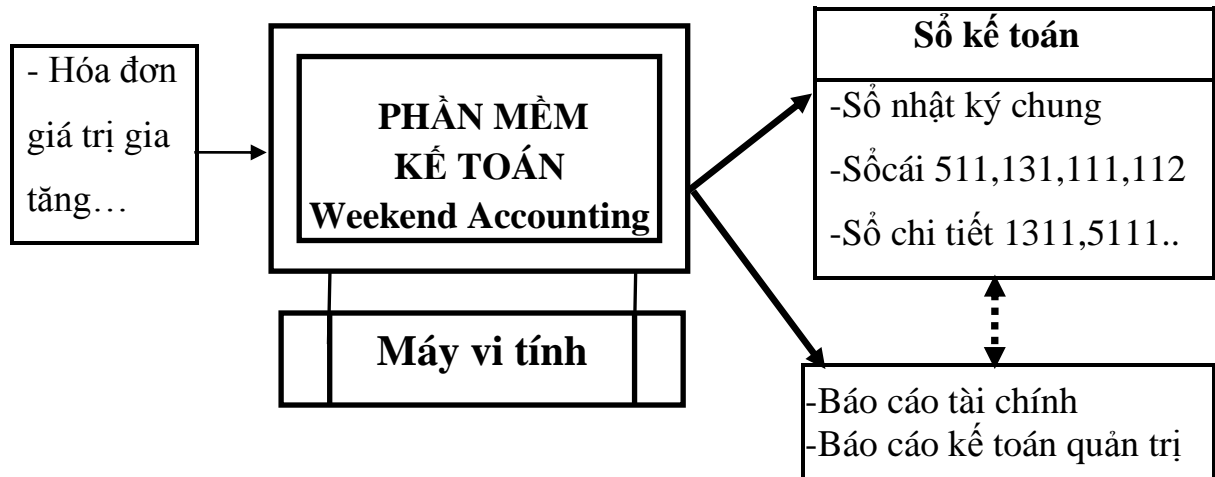 - Hóa đơn
giá trị gia
tăng…
PHẦN MỀM
KẾ TOÁN
Weekend Accounting
Máy vi tính
Sổ kế toán
-Sổ nhật ký chung
-Sổcái 511,131,111,112
-Sổ chi tiết 1311,5111..
-Báo cáo tài chính
-Báo cáo kế toán quản trị